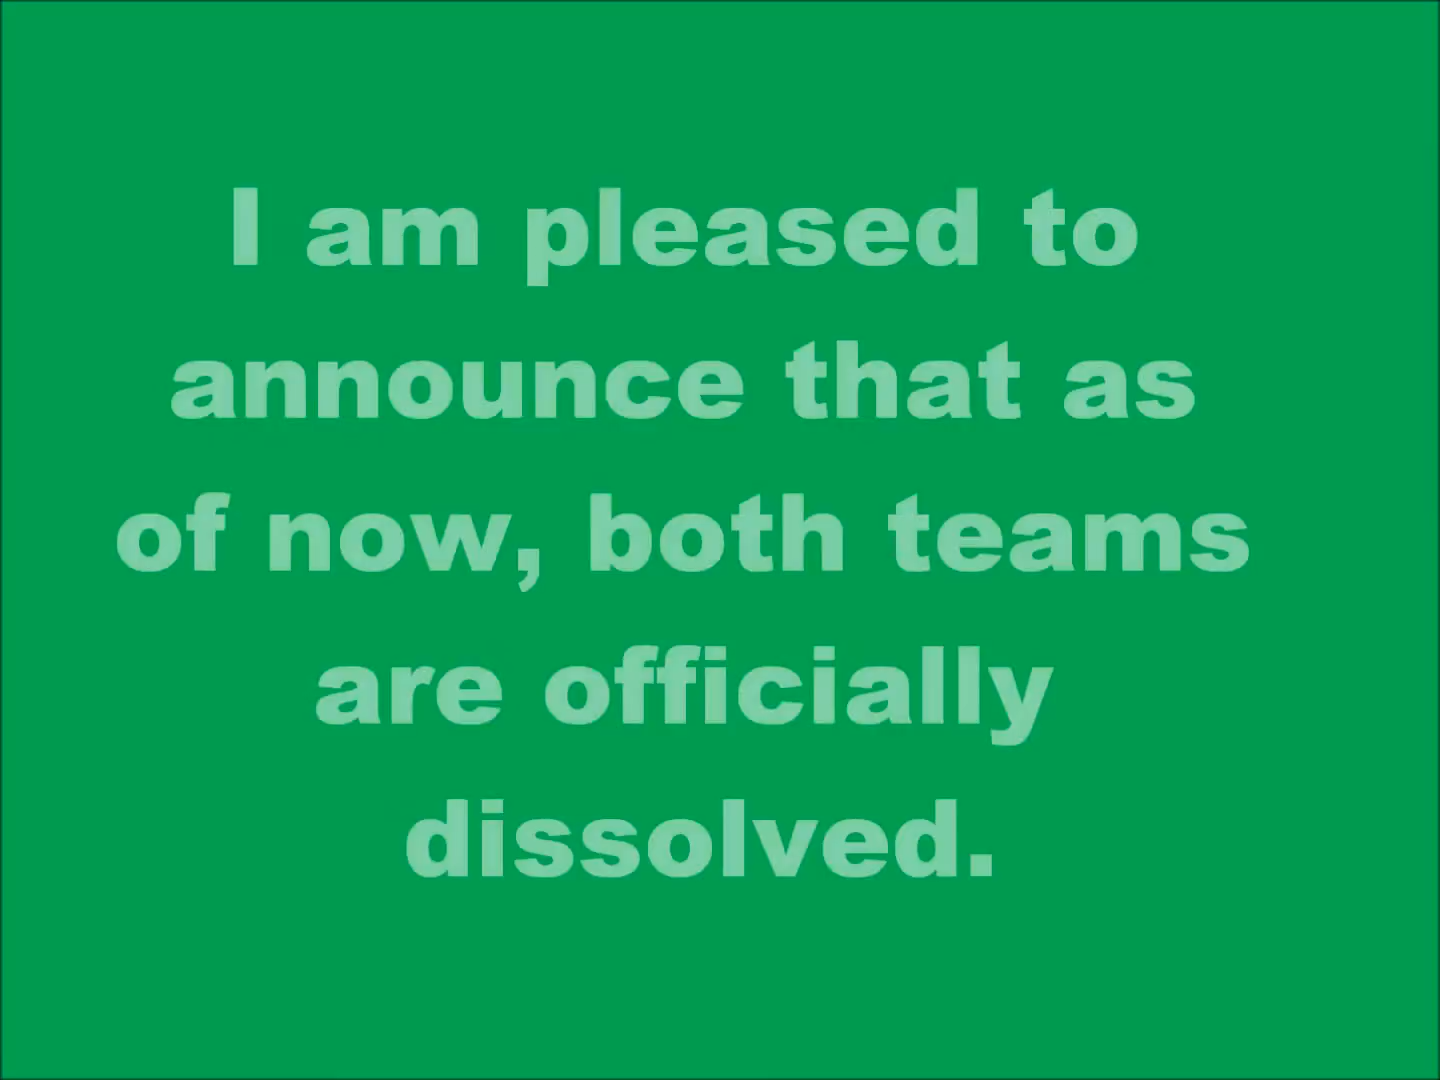 I am pleased to
announce that as
of now, both teams
are officially
dissolved.